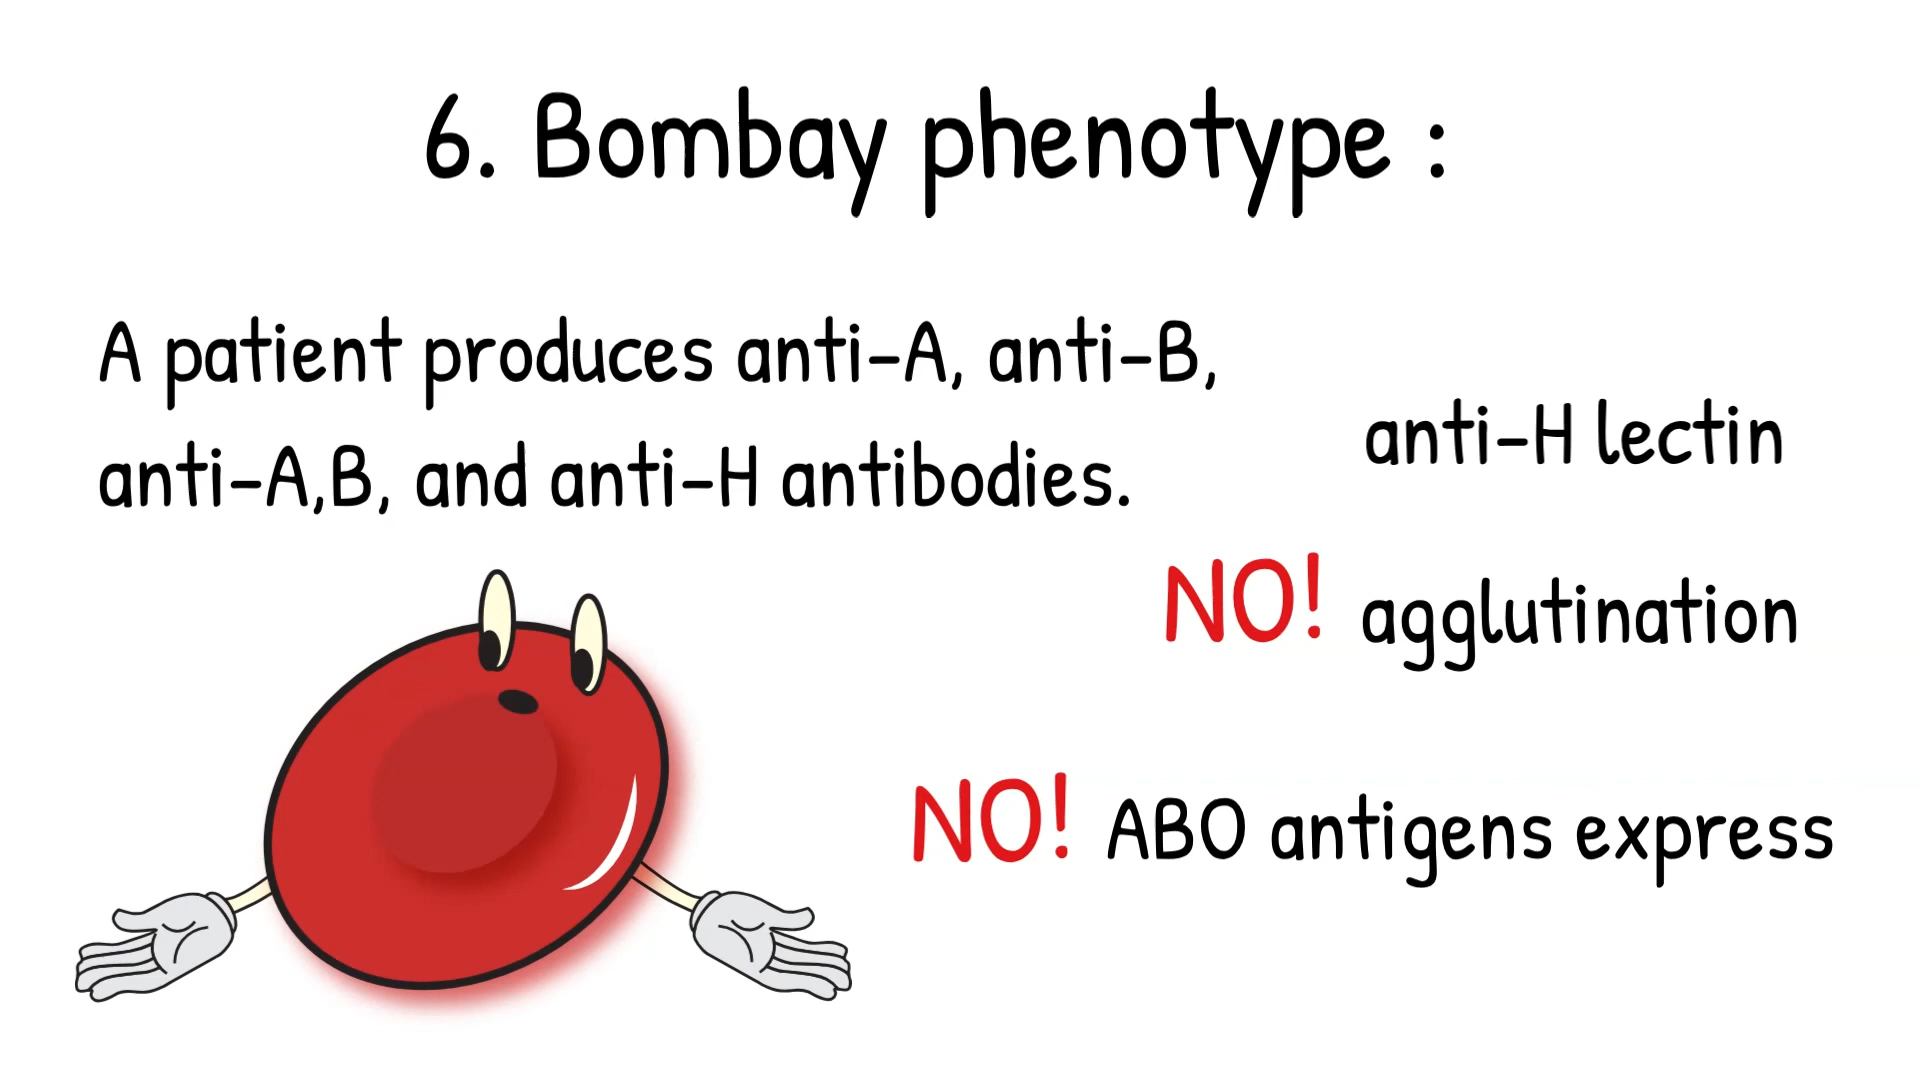 6. Bombay phenotype :
A patient produces anti-A, anti-B,
anti-A,B, and anti-H antibodies.
anti-H lectin
NO! agglutination
NO! ABO antigens express